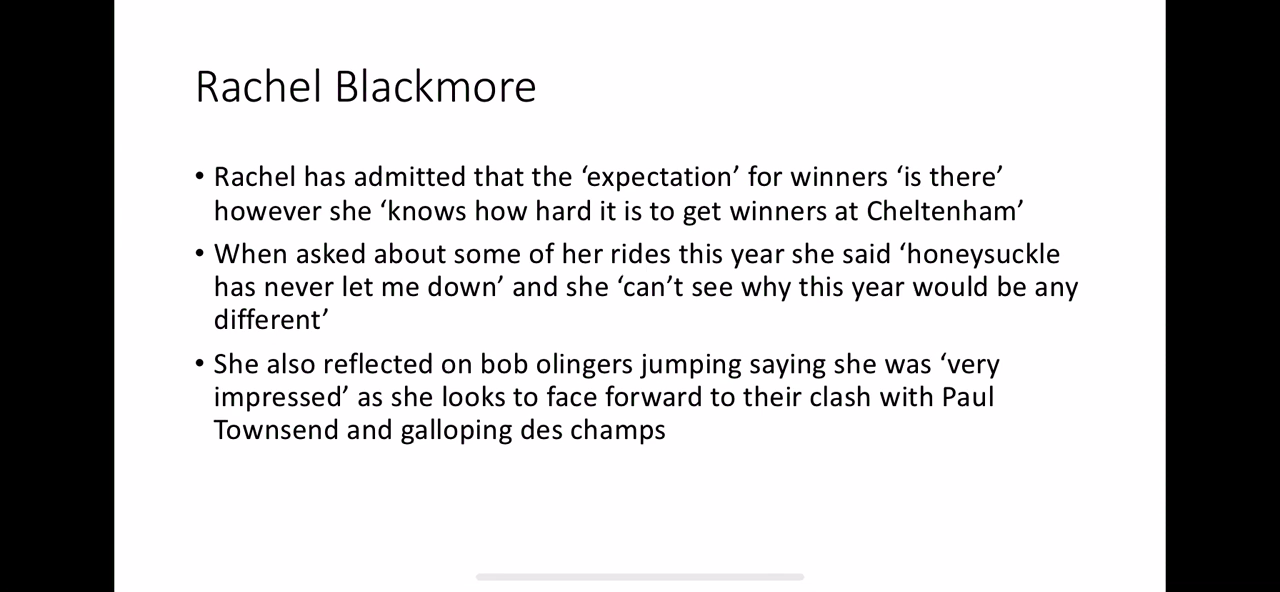 Rachel Blackmore
• Rachel has admitted that the ‘expectation’ for winners ‘is there’
however she ‘knows how hard it is to get winners at Cheltenham’
• When asked about some of her rides this year she said ‘honeysuckle
has never let me down’ and she ‘can’t see why this year would be any
different’
• She also reflected on bob olingers jumping saying she was ‘very
impressed’ as she looks to face forward to their clash with Paul
Townsend and galloping des champs